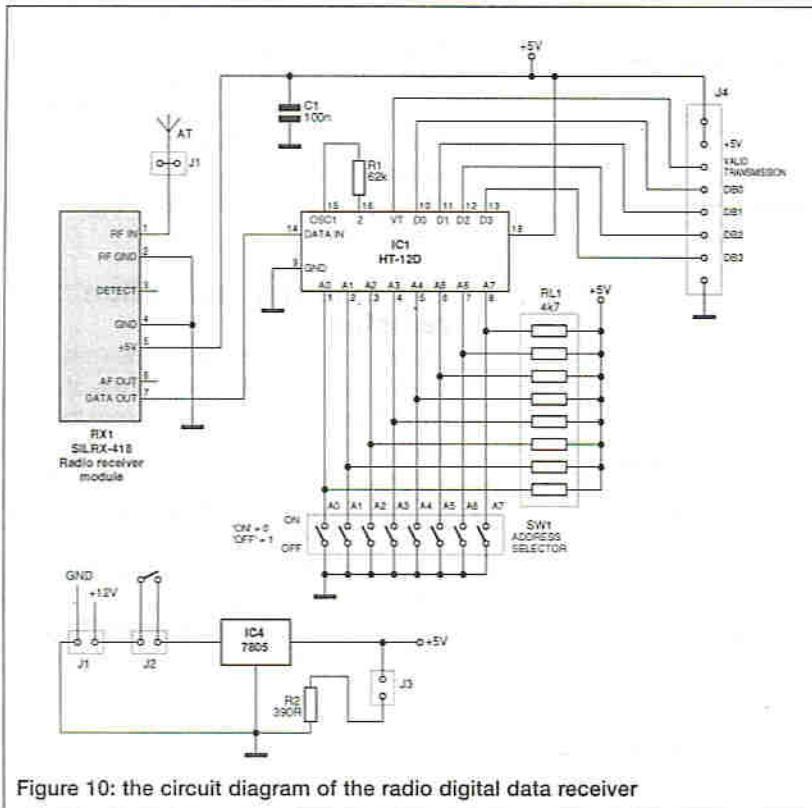 +5V
J4
C1
100n
AT
J1
R1
62k
+5V
VALID
TRANSMISSION
DB0
DB1
DB2
DB3
15
16
10
11
12
13
OSC1
2
VT
D0
D1
D2
D3
14
DATA IN
18
IC1
HT-12D
9
GND
A0
A1
A2
A3
A4
A5
A6
A7
1
2
3
4
5
6
7
8
RF IN
1
RF GND
2
DETECT
3
GND
4
+5V
5
AF OUT
6
DATA OUT
7
RX1
SILRX-418
Radio receiver
module
RL1
4k7
+5V
A0
A1
A2
A3
A4
A5
A6
A7
'ON' = 0
'OFF' = 1
ON
OFF
SW1
ADDRESS
SELECTOR
GND
+12V
J1
J2
IC4
7805
+5V
R2
390R
J3
Figure 10: the circuit diagram of the radio digital data receiver